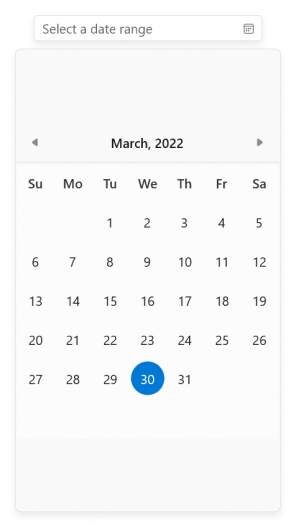 Select a date range
March, 2022
Su Mo Tu We Th Fr Sa
1 2 3 4 5
6 7 8 9 10 11 12
13 14 15 16 17 18 19
20 21 22 23 24 25 26
27 28 29 30 31